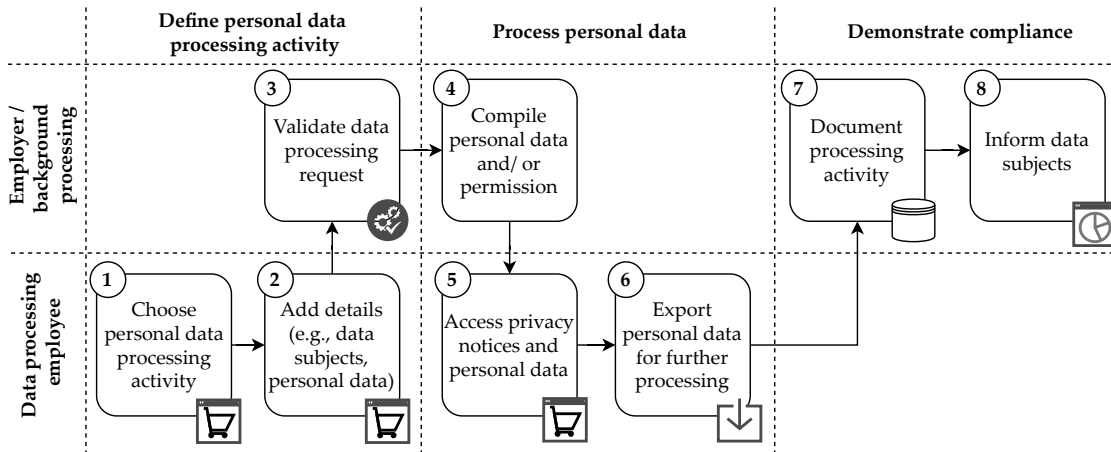 Define personal data
processing activity
Process personal data
Demonstrate compliance
Employer /
background
processing
3
Validate data
processing
request
4
Compile
personal data
and/ or
permission
7
Document
processing
activity
8
Inform data
subjects
Data processing
employee
1
Choose
personal data
processing
activity
2
Add details
(e.g., data
subjects,
personal data)
5
Access privacy
notices and
personal data
6
Export
personal data
for further
processing